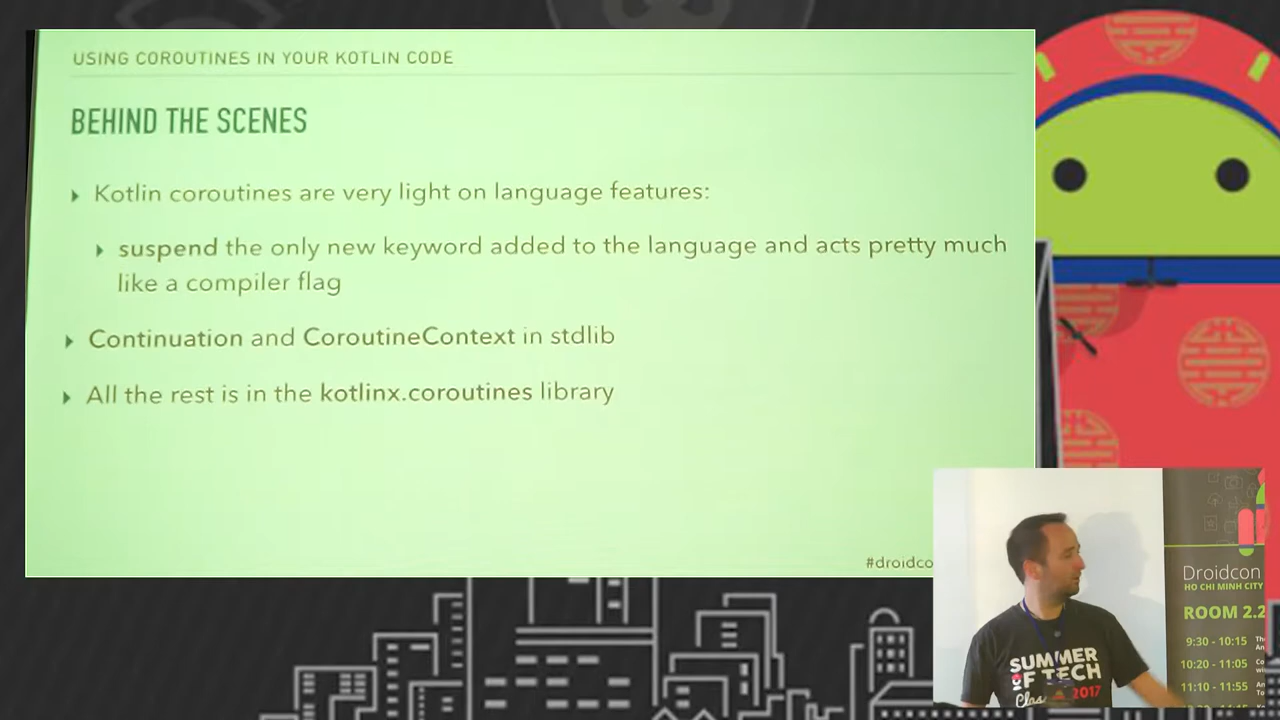 USING COROUTINES IN YOUR KOTLIN CODE
BEHIND THE SCENES
Kotlin coroutines are very light on language features:
suspend the only new keyword added to the language and acts pretty much
like a compiler flag
Continuation and CoroutineContext in stdlib
All the rest is in the kotlinx.coroutines library
#droidco
Droidcon
HO CHI MINH CITY
ROOM 2.2
9:30 - 10:15
10:20 - 11:05
11:10 - 11:55
SUMMER
OF TECH
Class 2017